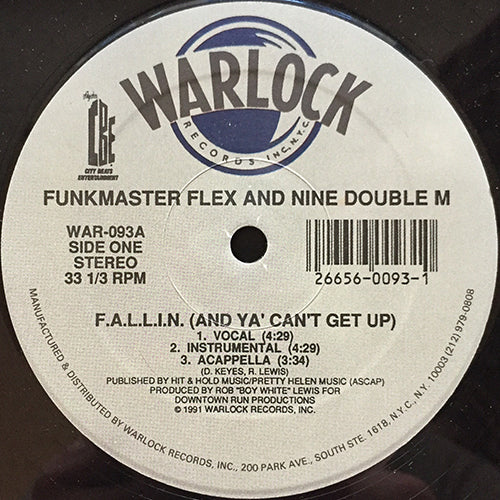 WARLOCK
RECORDS INC, N.Y.C.
CBE
CITY BEATS
ENTERTAINMENT
FUNKMASTER FLEX AND NINE DOUBLE M
WAR-093A
SIDE ONE
STEREO
33 1/3 RPM
26656-0093-1
F.A.L.L.I.N. (AND YA' CAN'T GET UP)
1. VOCAL (4:29)
2. INSTRUMENTAL (4:29)
3. ACAPPELLA (3:34)
(D. KEYES, R. LEWIS)
PUBLISHED BY HIT & HOLD MUSIC/PRETTY HELEN MUSIC (ASCAP)
PRODUCED BY ROB "BOY WHITE" LEWIS FOR
DOWNTOWN RUN PRODUCTIONS
© 1991 WARLOCK RECORDS, INC.
MANUFACTURED & DISTRIBUTED BY WARLOCK RECORDS, INC., 200 PARK AVE., SOUTH STE. 1618, N.Y.C., N.Y. 10003 (212) 979-0808